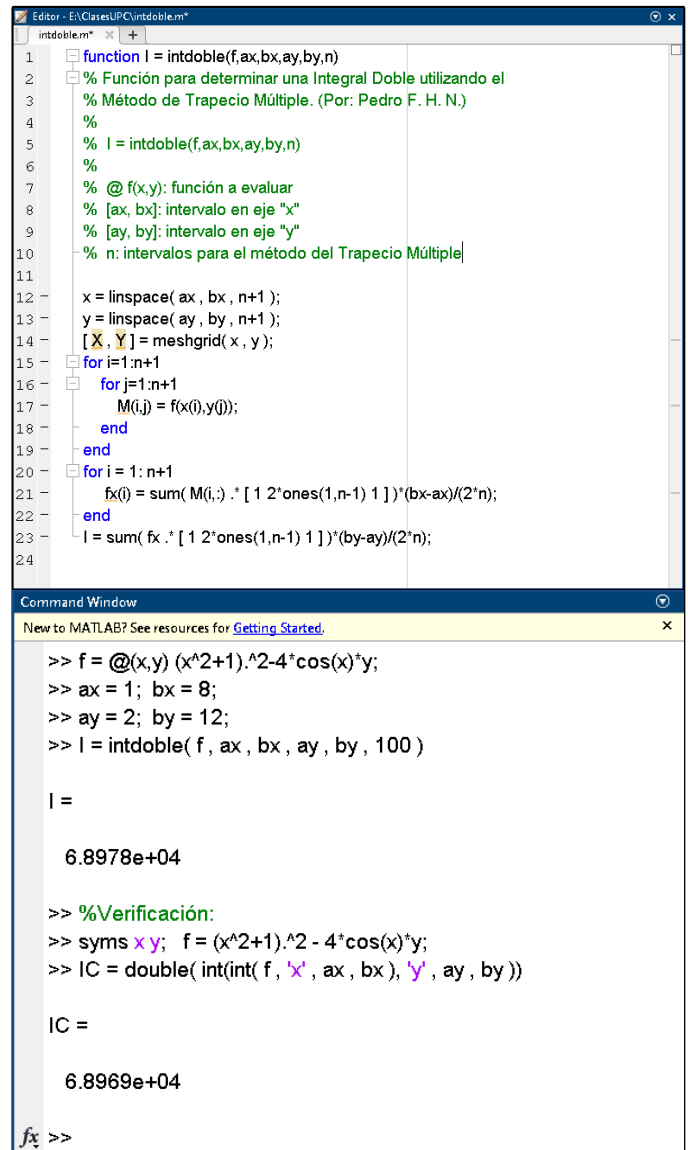 Editor - E:\ClasesUPC\intdoble.m*
intdoble.m* × +
1 function I = intdoble(f,ax,bx,ay,by,n)
2 % Función para determinar una Integral Doble utilizando el
3 % Método de Trapecio Múltiple. (Por: Pedro F. H. N.)
4 %
5 % I = intdoble(f,ax,bx,ay,by,n)
6 %
7 % @ f(x,y): función a evaluar
8 % [ax, bx]: intervalo en eje "x"
9 % [ay, by]: intervalo en eje "y"
10 % n: intervalos para el método del Trapecio Múltiple
11
12 – x = linspace( ax , bx , n+1 );
13 – y = linspace( ay , by , n+1 );
14 – [ X , Y ] = meshgrid( x , y );
15 – for i=1:n+1
16 – for j=1:n+1
17 – M(i,j) = f(x(i),y(j));
18 – end
19 – end
20 – for i = 1: n+1
21 – fx(i) = sum( M(i,:) .* [ 1 2*ones(1,n-1) 1 ] )*(bx-ax)/(2*n);
22 – end
23 – I = sum( fx .* [ 1 2*ones(1,n-1) 1 ] )*(by-ay)/(2*n);
24
Command Window
New to MATLAB? See resources for Getting Started. ×
>> f = @(x,y) (x^2+1).^2-4*cos(x)*y;
>> ax = 1; bx = 8;
>> ay = 2; by = 12;
>> I = intdoble( f , ax , bx , ay , by , 100 )
I =
6.8978e+04
>> %Verificación:
>> syms x y; f = (x^2+1).^2 - 4*cos(x)*y;
>> IC = double( int(int( f , 'x' , ax , bx ), 'y' , ay , by ))
IC =
6.8969e+04
fx >>